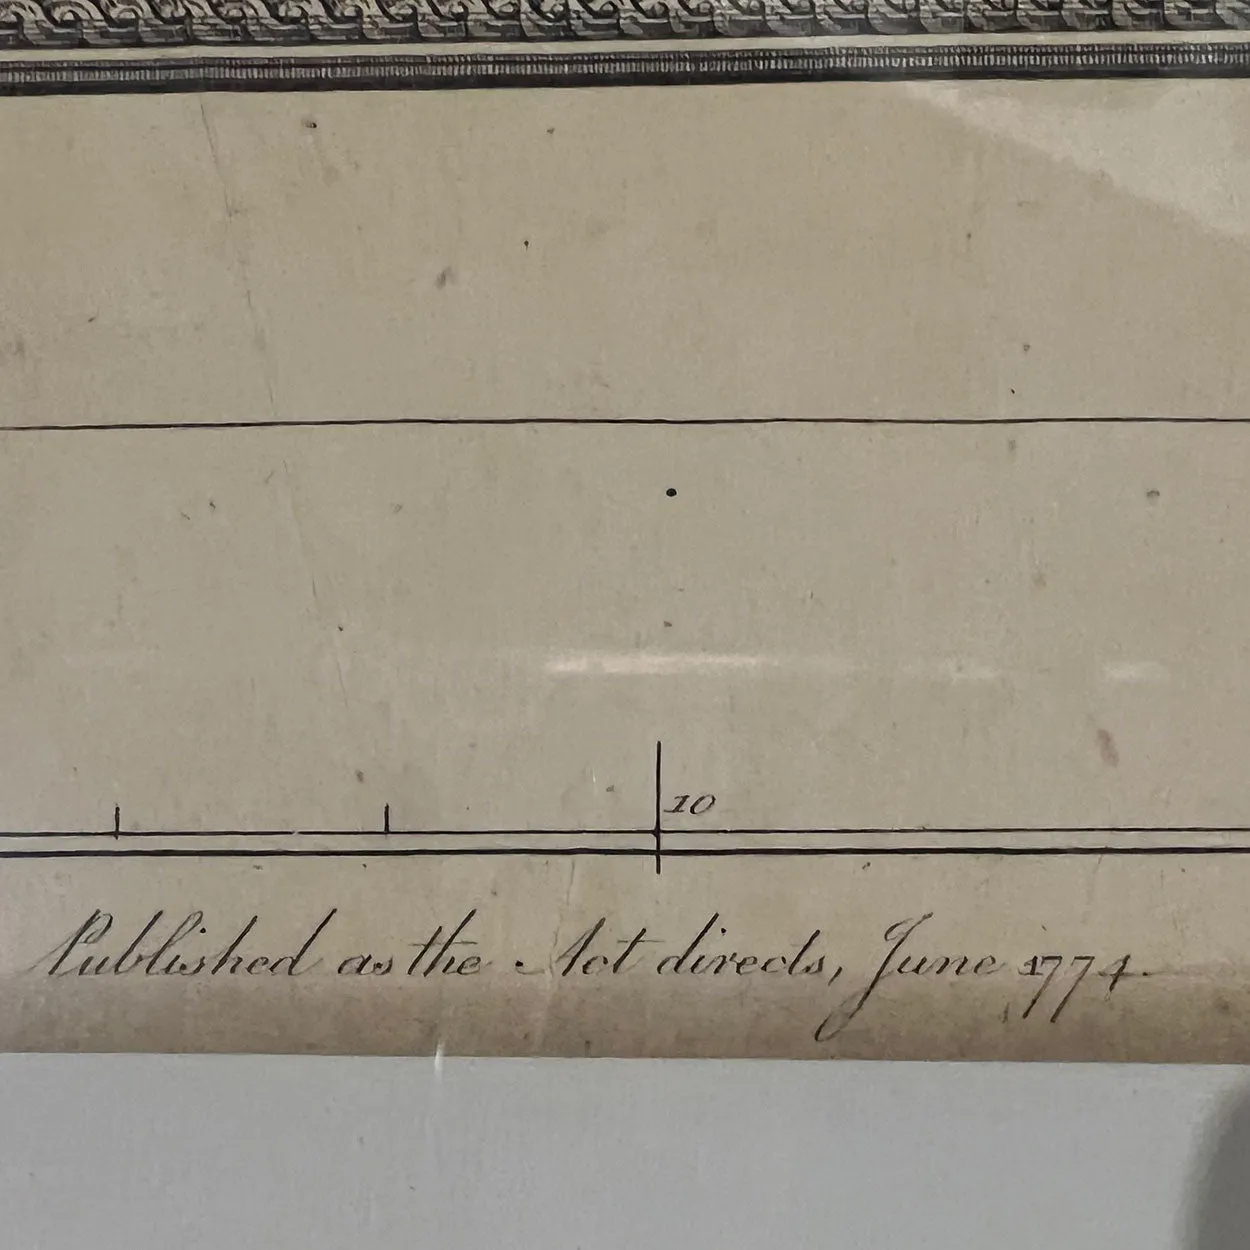 10
Published as the Act directs, June 1774.